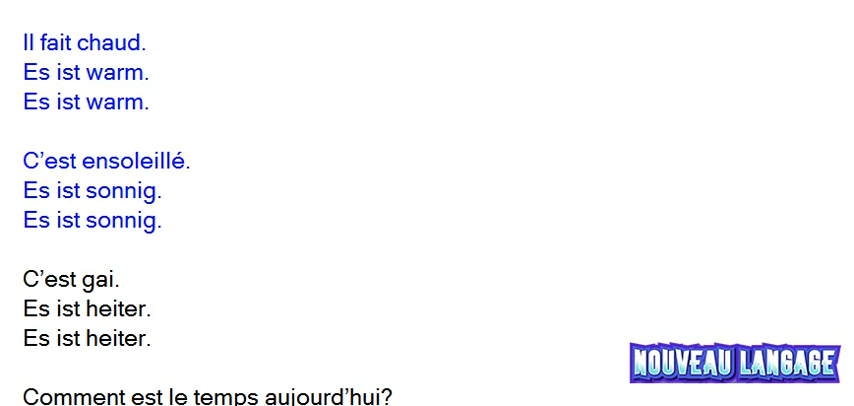 Il fait chaud.
Es ist warm.
Es ist warm.
C’est ensoleillé.
Es ist sonnig.
Es ist sonnig.
C’est gai.
Es ist heiter.
Es ist heiter.
NOUVEAU LANGAGE
Comment est le temps aujourd’hui?